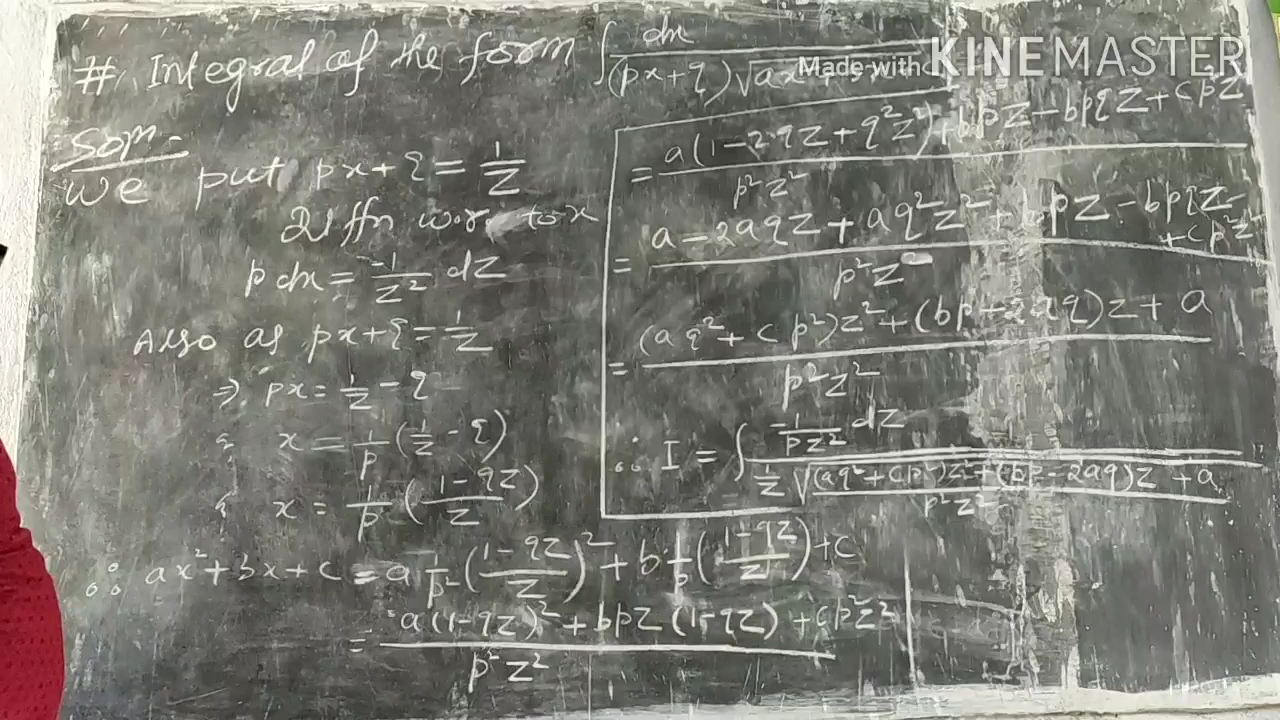 # Integral of the form ∫ dx / (px+q)√ax
Made with KINEMASTER
Soln.
we put px+q = 1/z
Diffn w.r. to x
p dx = -1/z² dz
Also as px+q = 1/z
⇒ px = 1/z - q
x = 1/p (1/z - q)
x = 1/p ((1-qz)/z)
∴ ax²+bx+c = a 1/p² ((1-qz)/z)² + b 1/p ((1-qz)/z) + c
= a(1-qz)² + bpz(1-qz) + cp²z² / p²z²
= a(1-2qz+q²z²)+bpz-bpqz+cpz / p²z²
= a-2aqz+aq²z²+bpz-bpqz²+cp²z² / p²z²
= (aq²+cp²)z²+(bp-2aq)z+a / p²z²
∴ I = ∫ -1/pz² dz / 1/z √(aq²+cp²)z²+(bp-2aq)z+a / p²z²